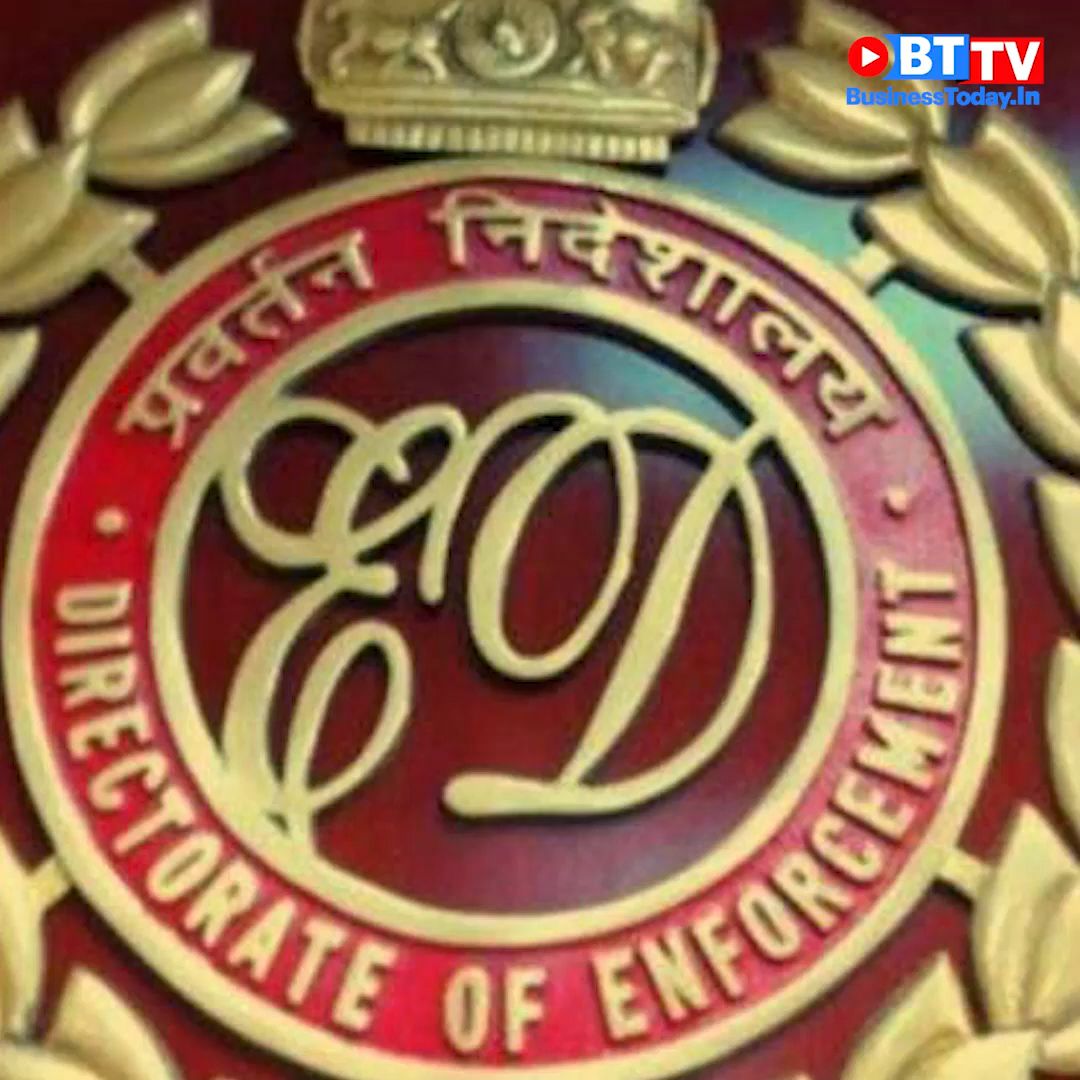 BT TV
BusinessToday.In
प्रवर्तन निदेशालय
ED
• DIRECTORATE OF ENFORCEMENT •